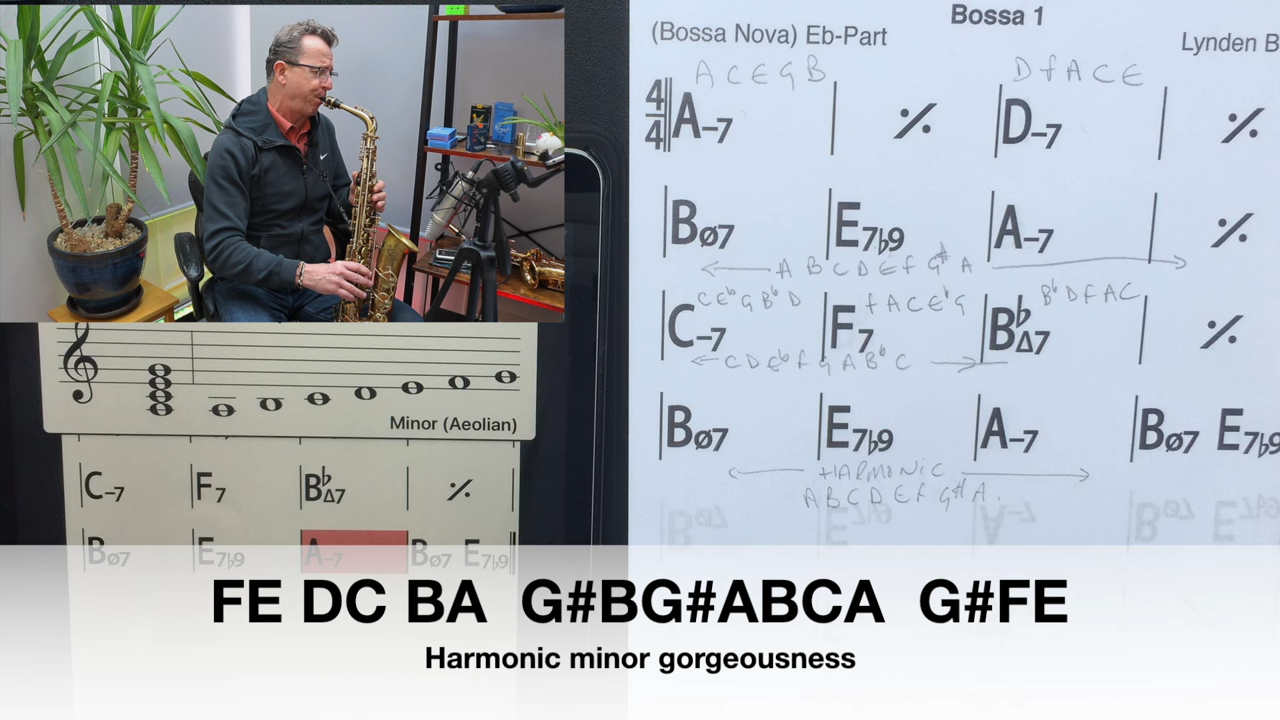 Bossa 1
(Bossa Nova) Eb-Part
Lynden B
A C E G B
D f A C E
4/4 A–7 | ٪ | D–7 | ٪
Bø7 | E7♭9 | A–7 | ٪
A B C D E F G# A
C E♭ G B♭ D
f A C E♭ G
B♭ D F A C
C–7 | F7 | B♭Δ7 | ٪
C D E♭ F G A B♭ C
Bø7 | E7♭9 | A–7 | Bø7 E7♭9
HARMONIC
A B C D E F G# A.
Minor (Aeolian)
C–7 | F7 | B♭Δ7 | ٪
Bø7 | E7♭9 | A–7 | Bø7 E7♭9
FE DC BA G#BG#ABCA G#FE
Harmonic minor gorgeousness